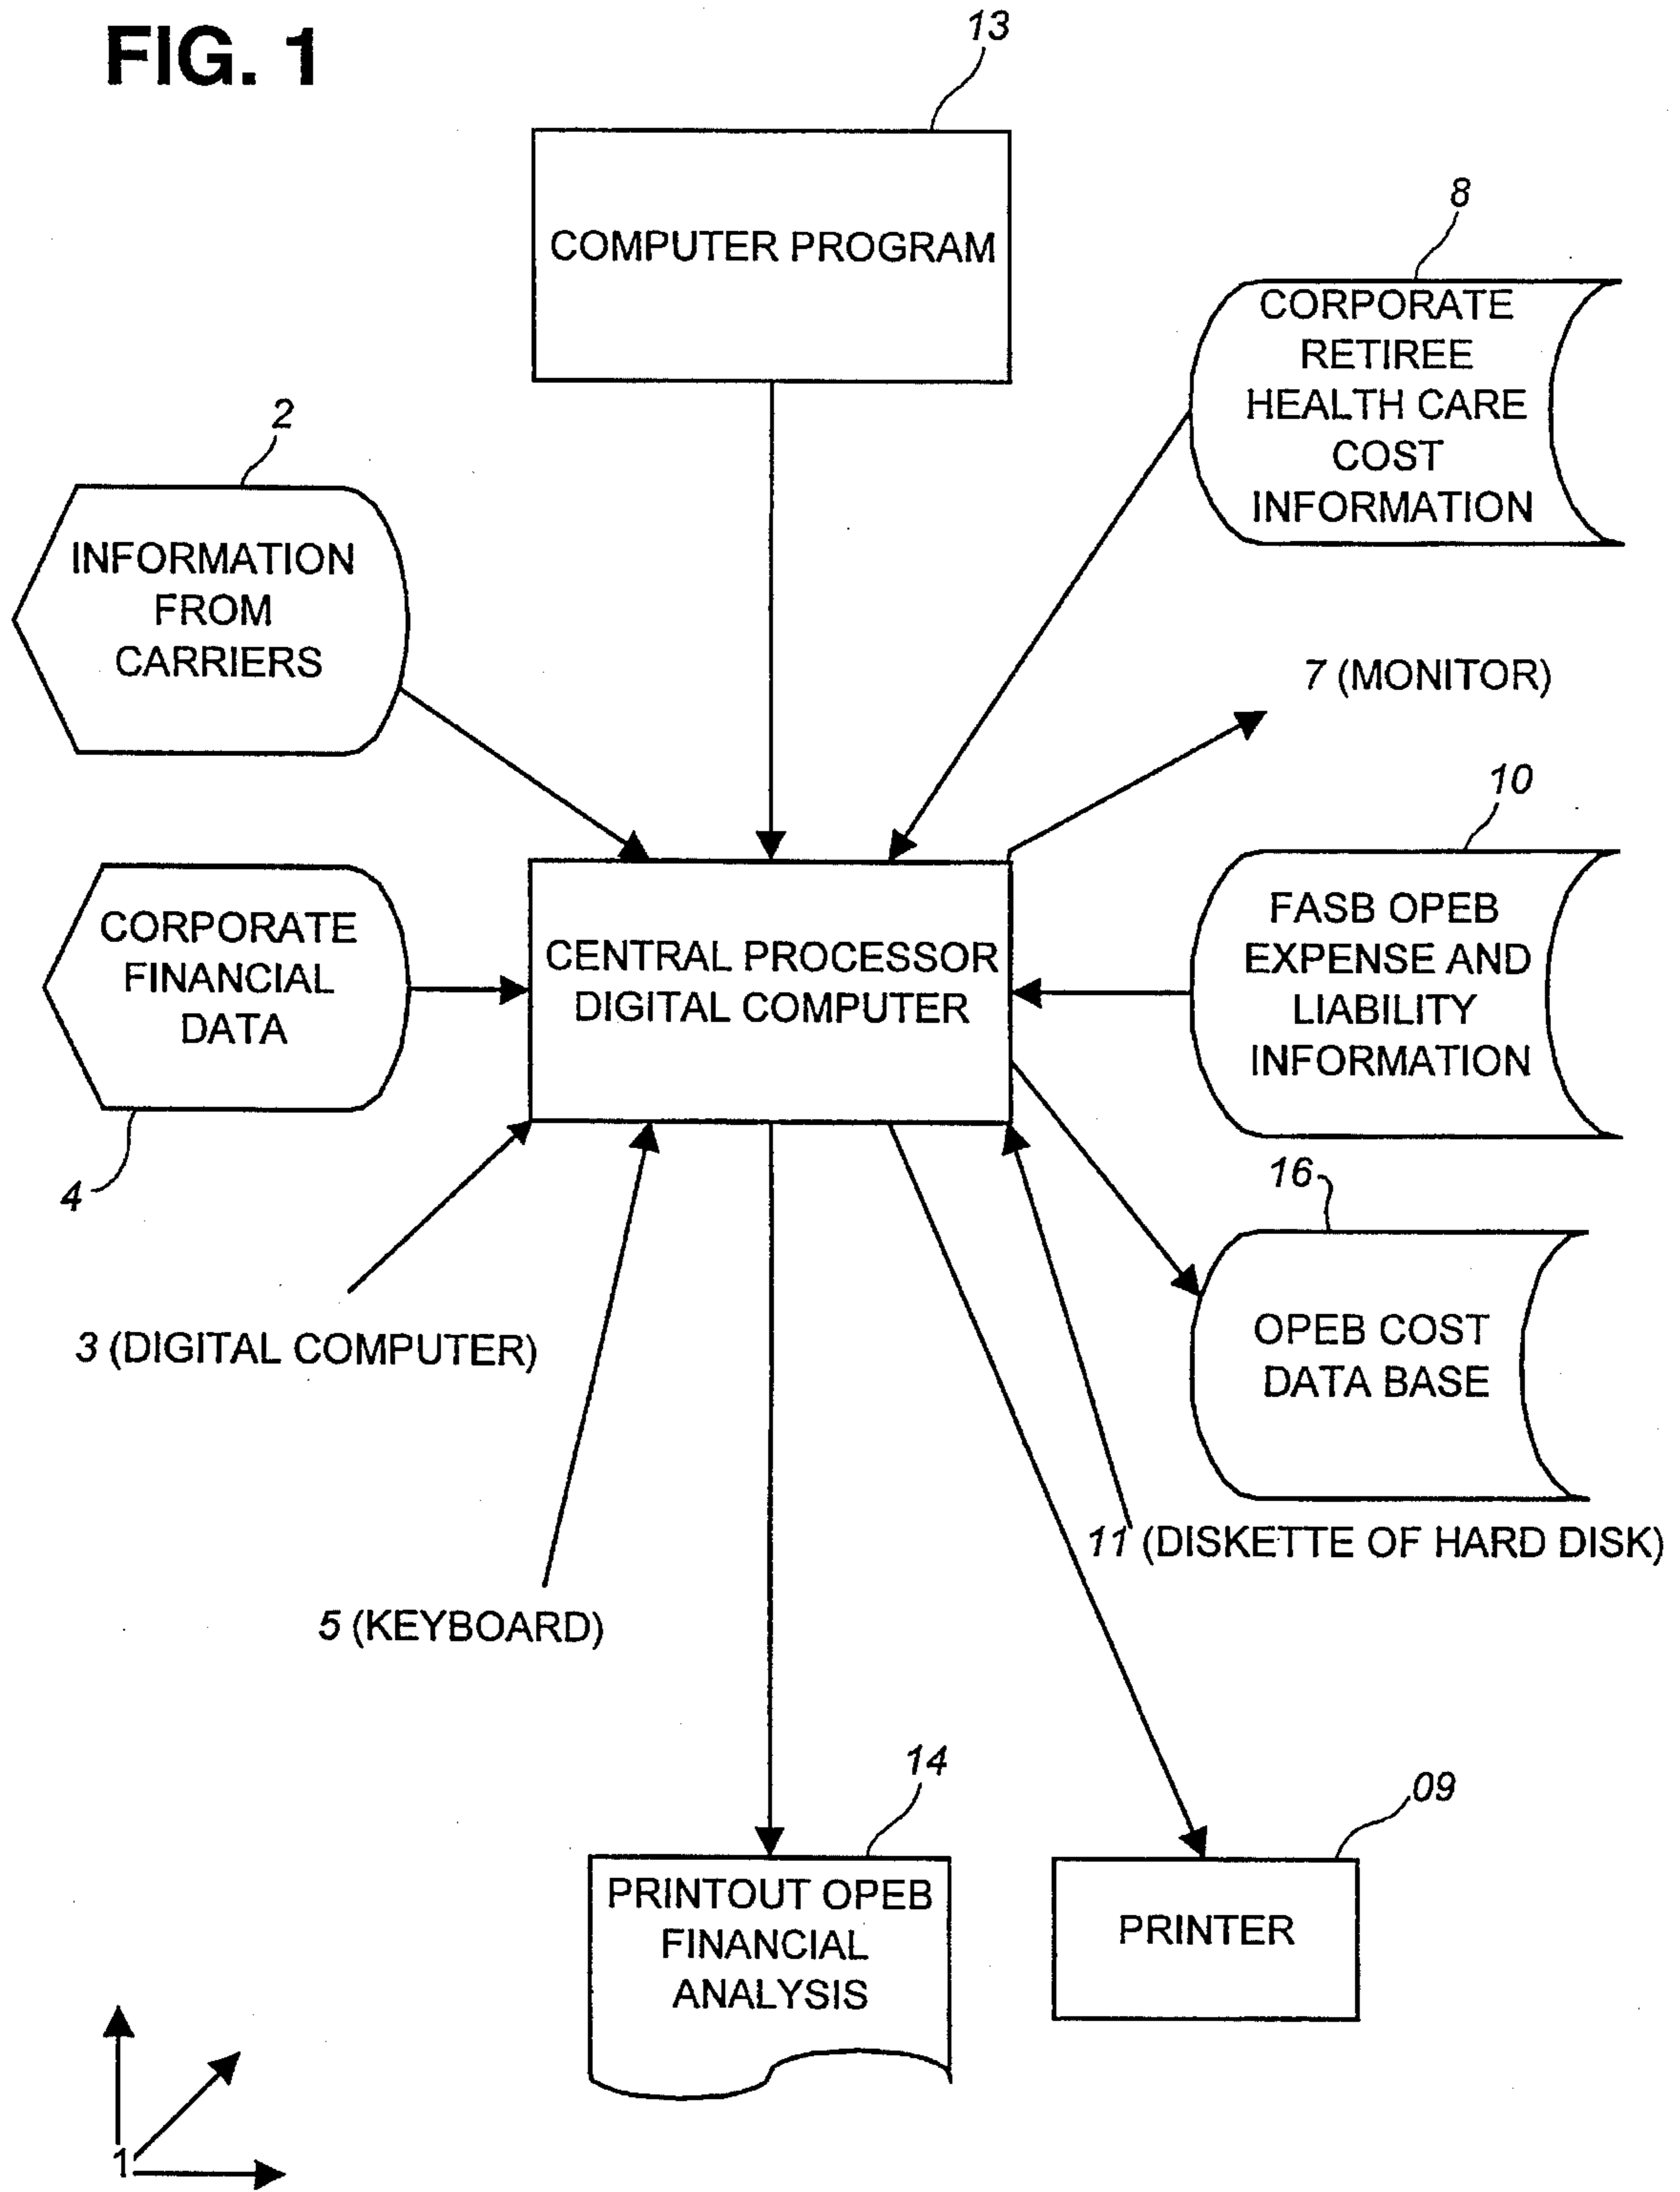 FIG. 1
13
COMPUTER PROGRAM
8
CORPORATE
RETIREE
HEALTH CARE
COST
INFORMATION
2
INFORMATION
FROM
CARRIERS
7 (MONITOR)
10
FASB OPEB
EXPENSE AND
LIABILITY
INFORMATION
CORPORATE
FINANCIAL
DATA
4
CENTRAL PROCESSOR
DIGITAL COMPUTER
16
OPEB COST
DATA BASE
3 (DIGITAL COMPUTER)
11 (DISKETTE OF HARD DISK)
5 (KEYBOARD)
14
PRINTOUT OPEB
FINANCIAL
ANALYSIS
09
PRINTER
1